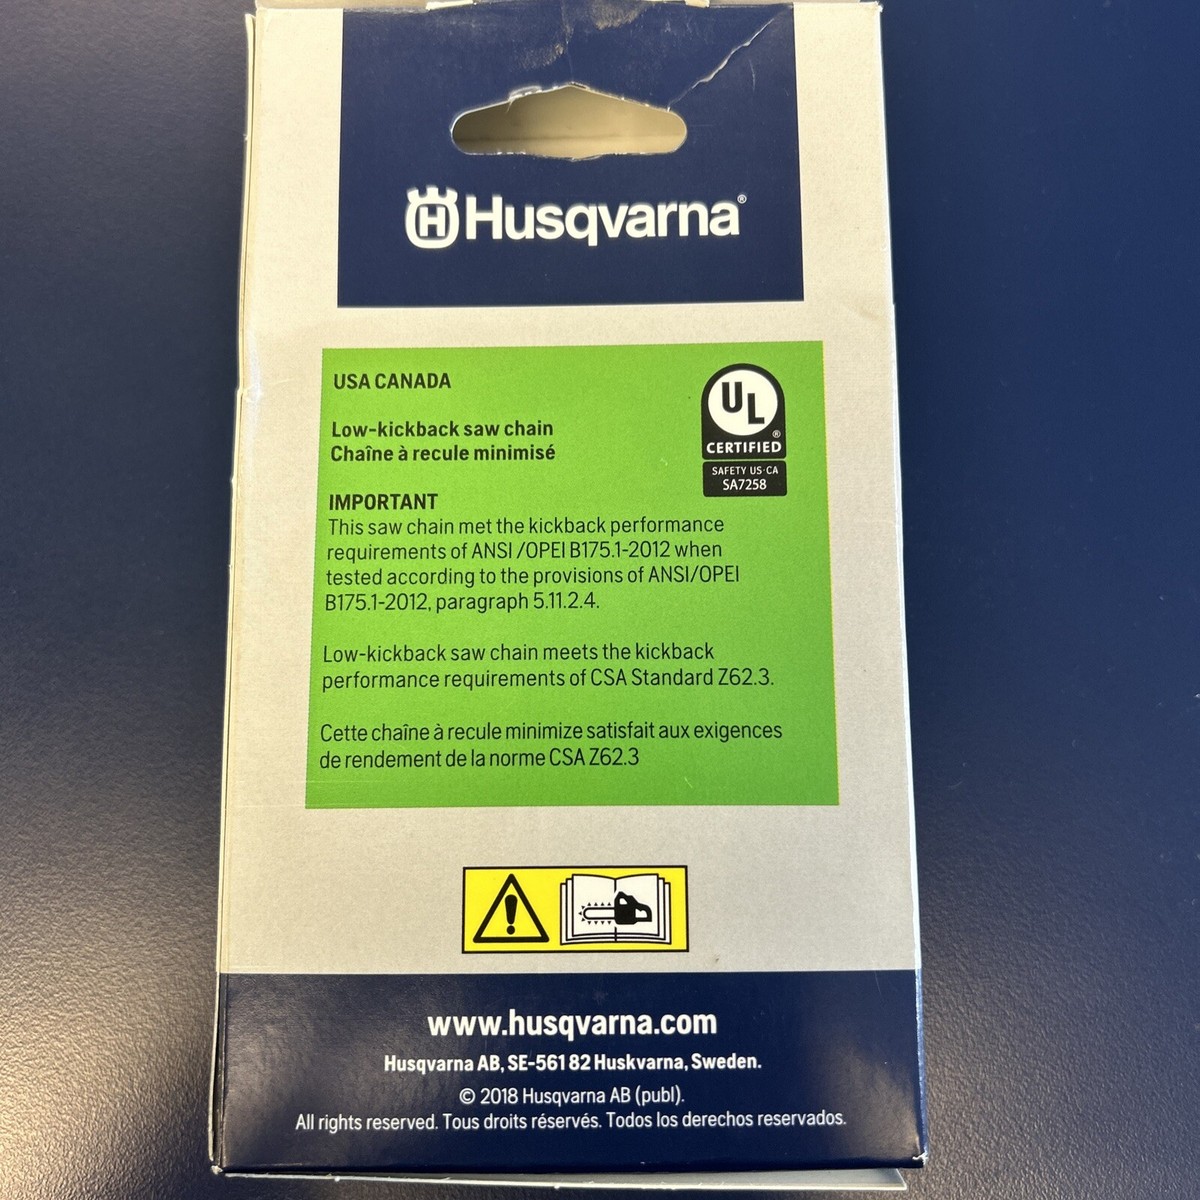 Husqvarna®
USA CANADA
Low-kickback saw chain
Chaîne à recule minimisé
UL
®
CERTIFIED
SAFETY US·CA
SA7258
IMPORTANT
This saw chain met the kickback performance
requirements of ANSI /OPEI B175.1-2012 when
tested according to the provisions of ANSI/OPEI
B175.1-2012, paragraph 5.11.2.4.
Low-kickback saw chain meets the kickback
performance requirements of CSA Standard Z62.3.
Cette chaîne à recule minimize satisfait aux exigences
de rendement de la norme CSA Z62.3
www.husqvarna.com
Husqvarna AB, SE-561 82 Huskvarna, Sweden.
© 2018 Husqvarna AB (publ).
All rights reserved. Tous droits réservés. Todos los derechos reservados.